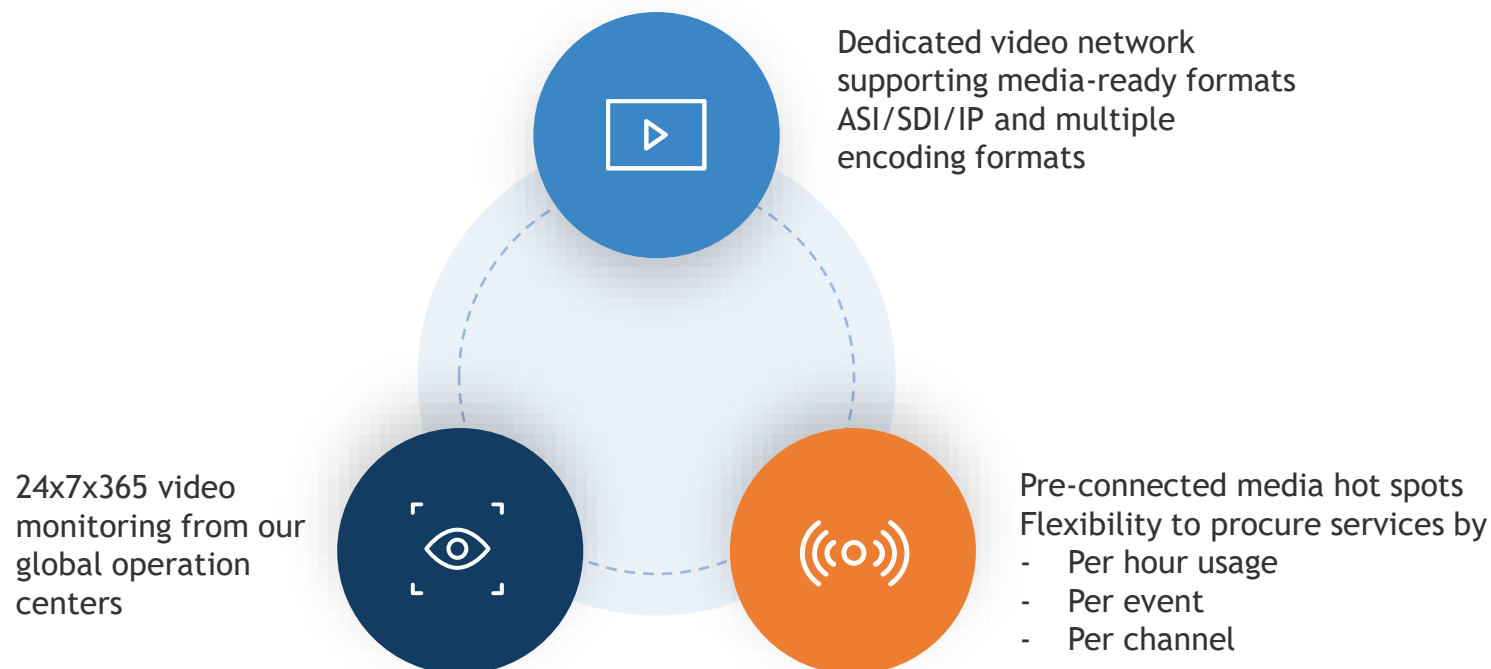 Dedicated video network
supporting media-ready formats
ASI/SDI/IP and multiple
encoding formats
24x7x365 video
monitoring from our
global operation
centers
Pre-connected media hot spots
Flexibility to procure services by
- Per hour usage
- Per event
- Per channel